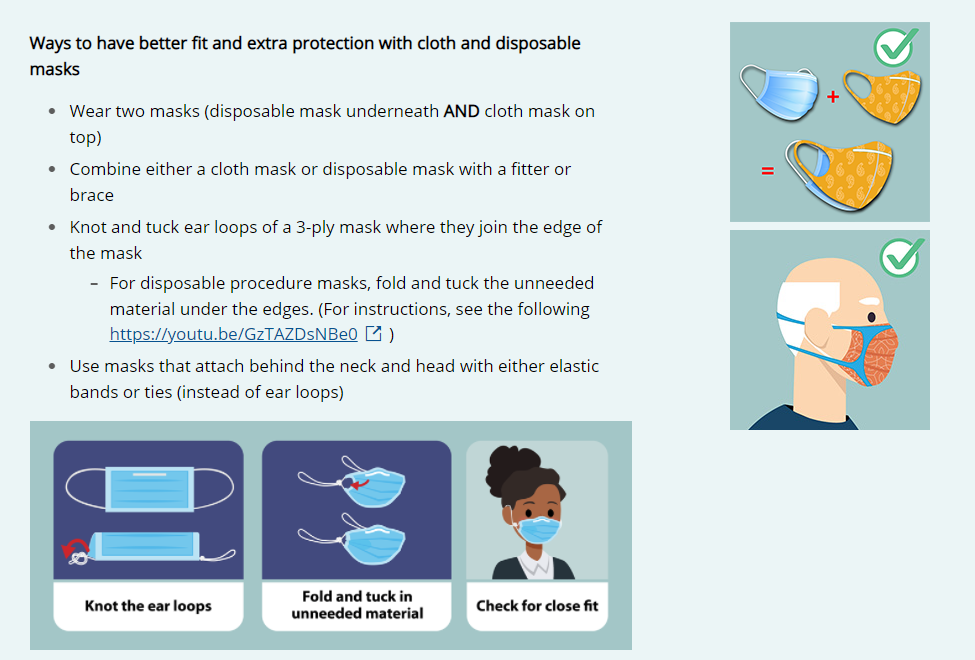 Ways to have better fit and extra protection with cloth and disposable
masks
• Wear two masks (disposable mask underneath AND cloth mask on
top)
• Combine either a cloth mask or disposable mask with a fitter or
brace
• Knot and tuck ear loops of a 3-ply mask where they join the edge of
the mask
– For disposable procedure masks, fold and tuck the unneeded
material under the edges. (For instructions, see the following
https://youtu.be/GzTAZDsNBe0 )
• Use masks that attach behind the neck and head with either elastic
bands or ties (instead of ear loops)
+
=
Knot the ear loops
Fold and tuck in
unneeded material
Check for close fit